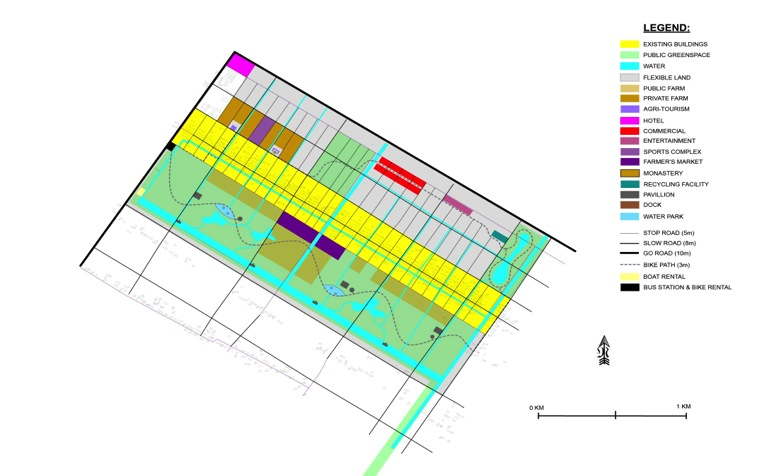 LEGEND:
EXISTING BUILDINGS
PUBLIC GREENSPACE
WATER
FLEXIBLE LAND
PUBLIC FARM
PRIVATE FARM
AGRI-TOURISM
HOTEL
COMMERCIAL
ENTERTAINMENT
SPORTS COMPLEX
FARMER'S MARKET
MONASTERY
RECYCLING FACILITY
PAVILLION
DOCK
WATER PARK
STOP ROAD (5m)
SLOW ROAD (8m)
GO ROAD (10m)
BIKE PATH (3m)
BOAT RENTAL
BUS STATION & BIKE RENTAL
0 KM
1 KM